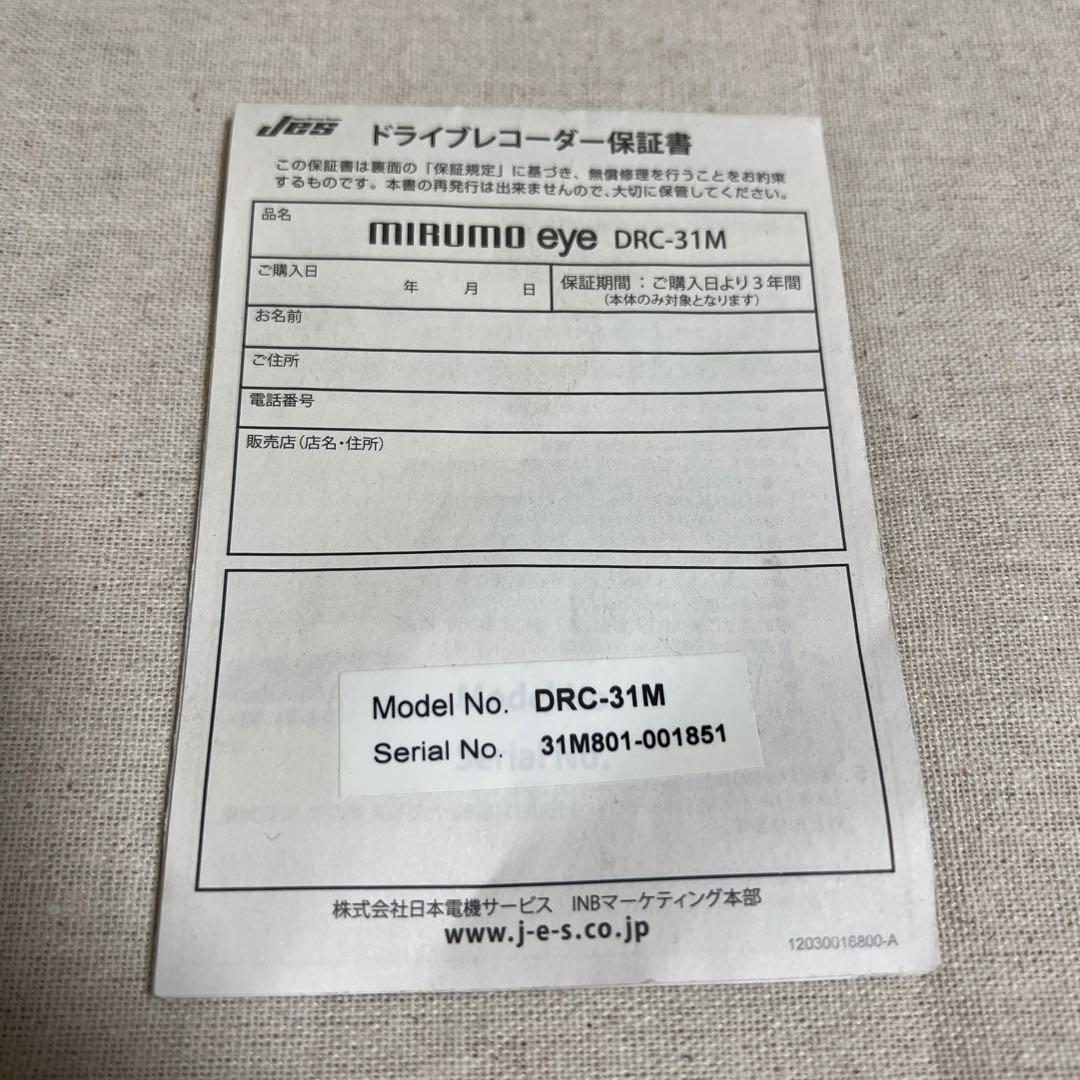 Jes ドライブレコーダー保証書
この保証書は裏面の「保証規定」に基づき、無償修理を行うことをお約束
するものです。本書の再発行は出来ませんので、大切に保管してください。
品名
MIRUMO eye DRC-31M
ご購入日
年 月 日
保証期間：ご購入日より3年間
（本体のみ対象となります）
お名前
ご住所
電話番号
販売店（店名・住所）
Model No. DRC-31M
Serial No. 31M801-001851
株式会社日本電機サービス INBマーケティング本部
www.j-e-s.co.jp
12030016800-A